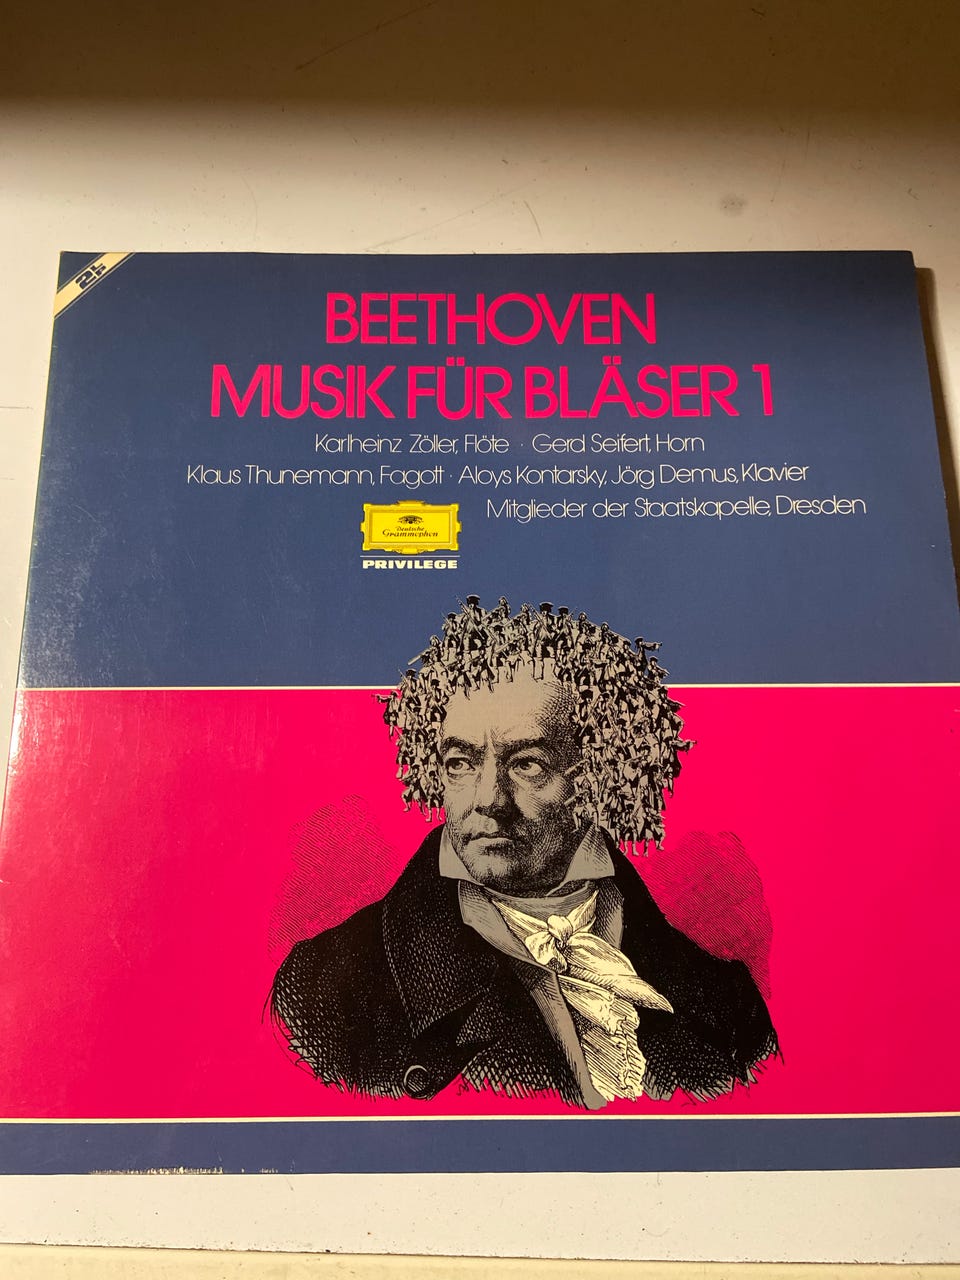 2LP
BEETHOVEN
MUSIK FÜR BLÄSER 1
Karlheinz Zöller, Flöte · Gerd Seifert, Horn
Klaus Thunemann, Fagott · Aloys Kontarsky, Jörg Demus, Klavier
Mitglieder der Staatskapelle, Dresden
Deutsche
Grammophon
PRIVILEGE